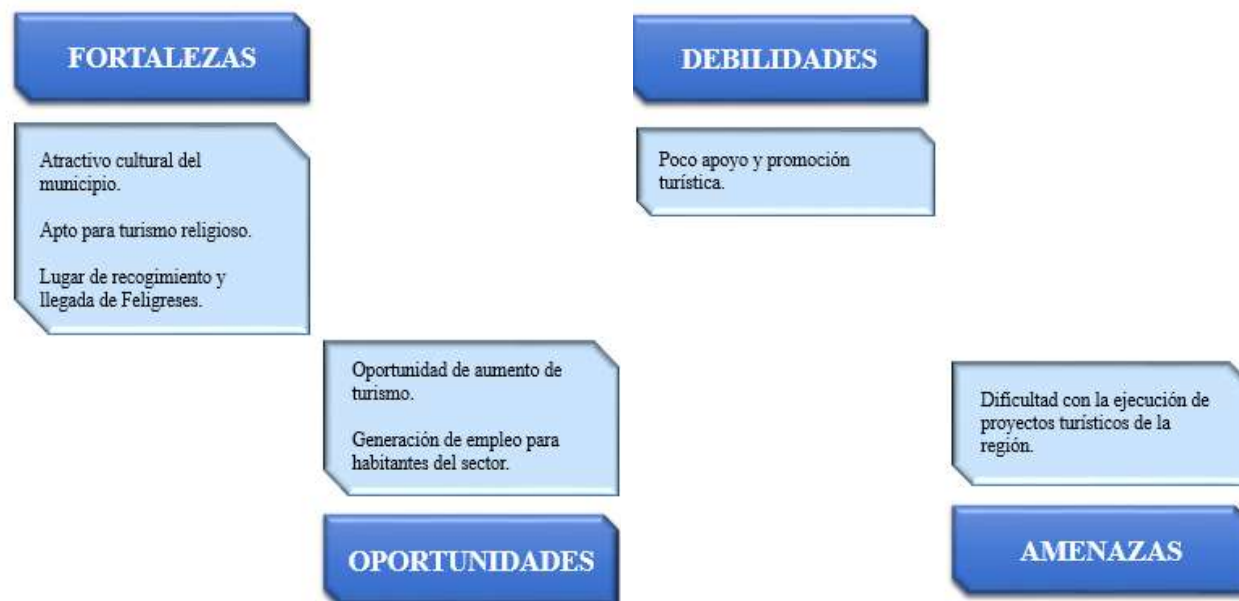 FORTALEZAS
Atractivo cultural del
municipio.
Apto para turismo religioso.
Lugar de recogimiento y
llegada de Feligreses.
Oportunidad de aumento de
turismo.
Generación de empleo para
habitantes del sector.
OPORTUNIDADES
DEBILIDADES
Poco apoyo y promoción
turística.
Dificultad con la ejecución de
proyectos turísticos de la
región.
AMENAZAS